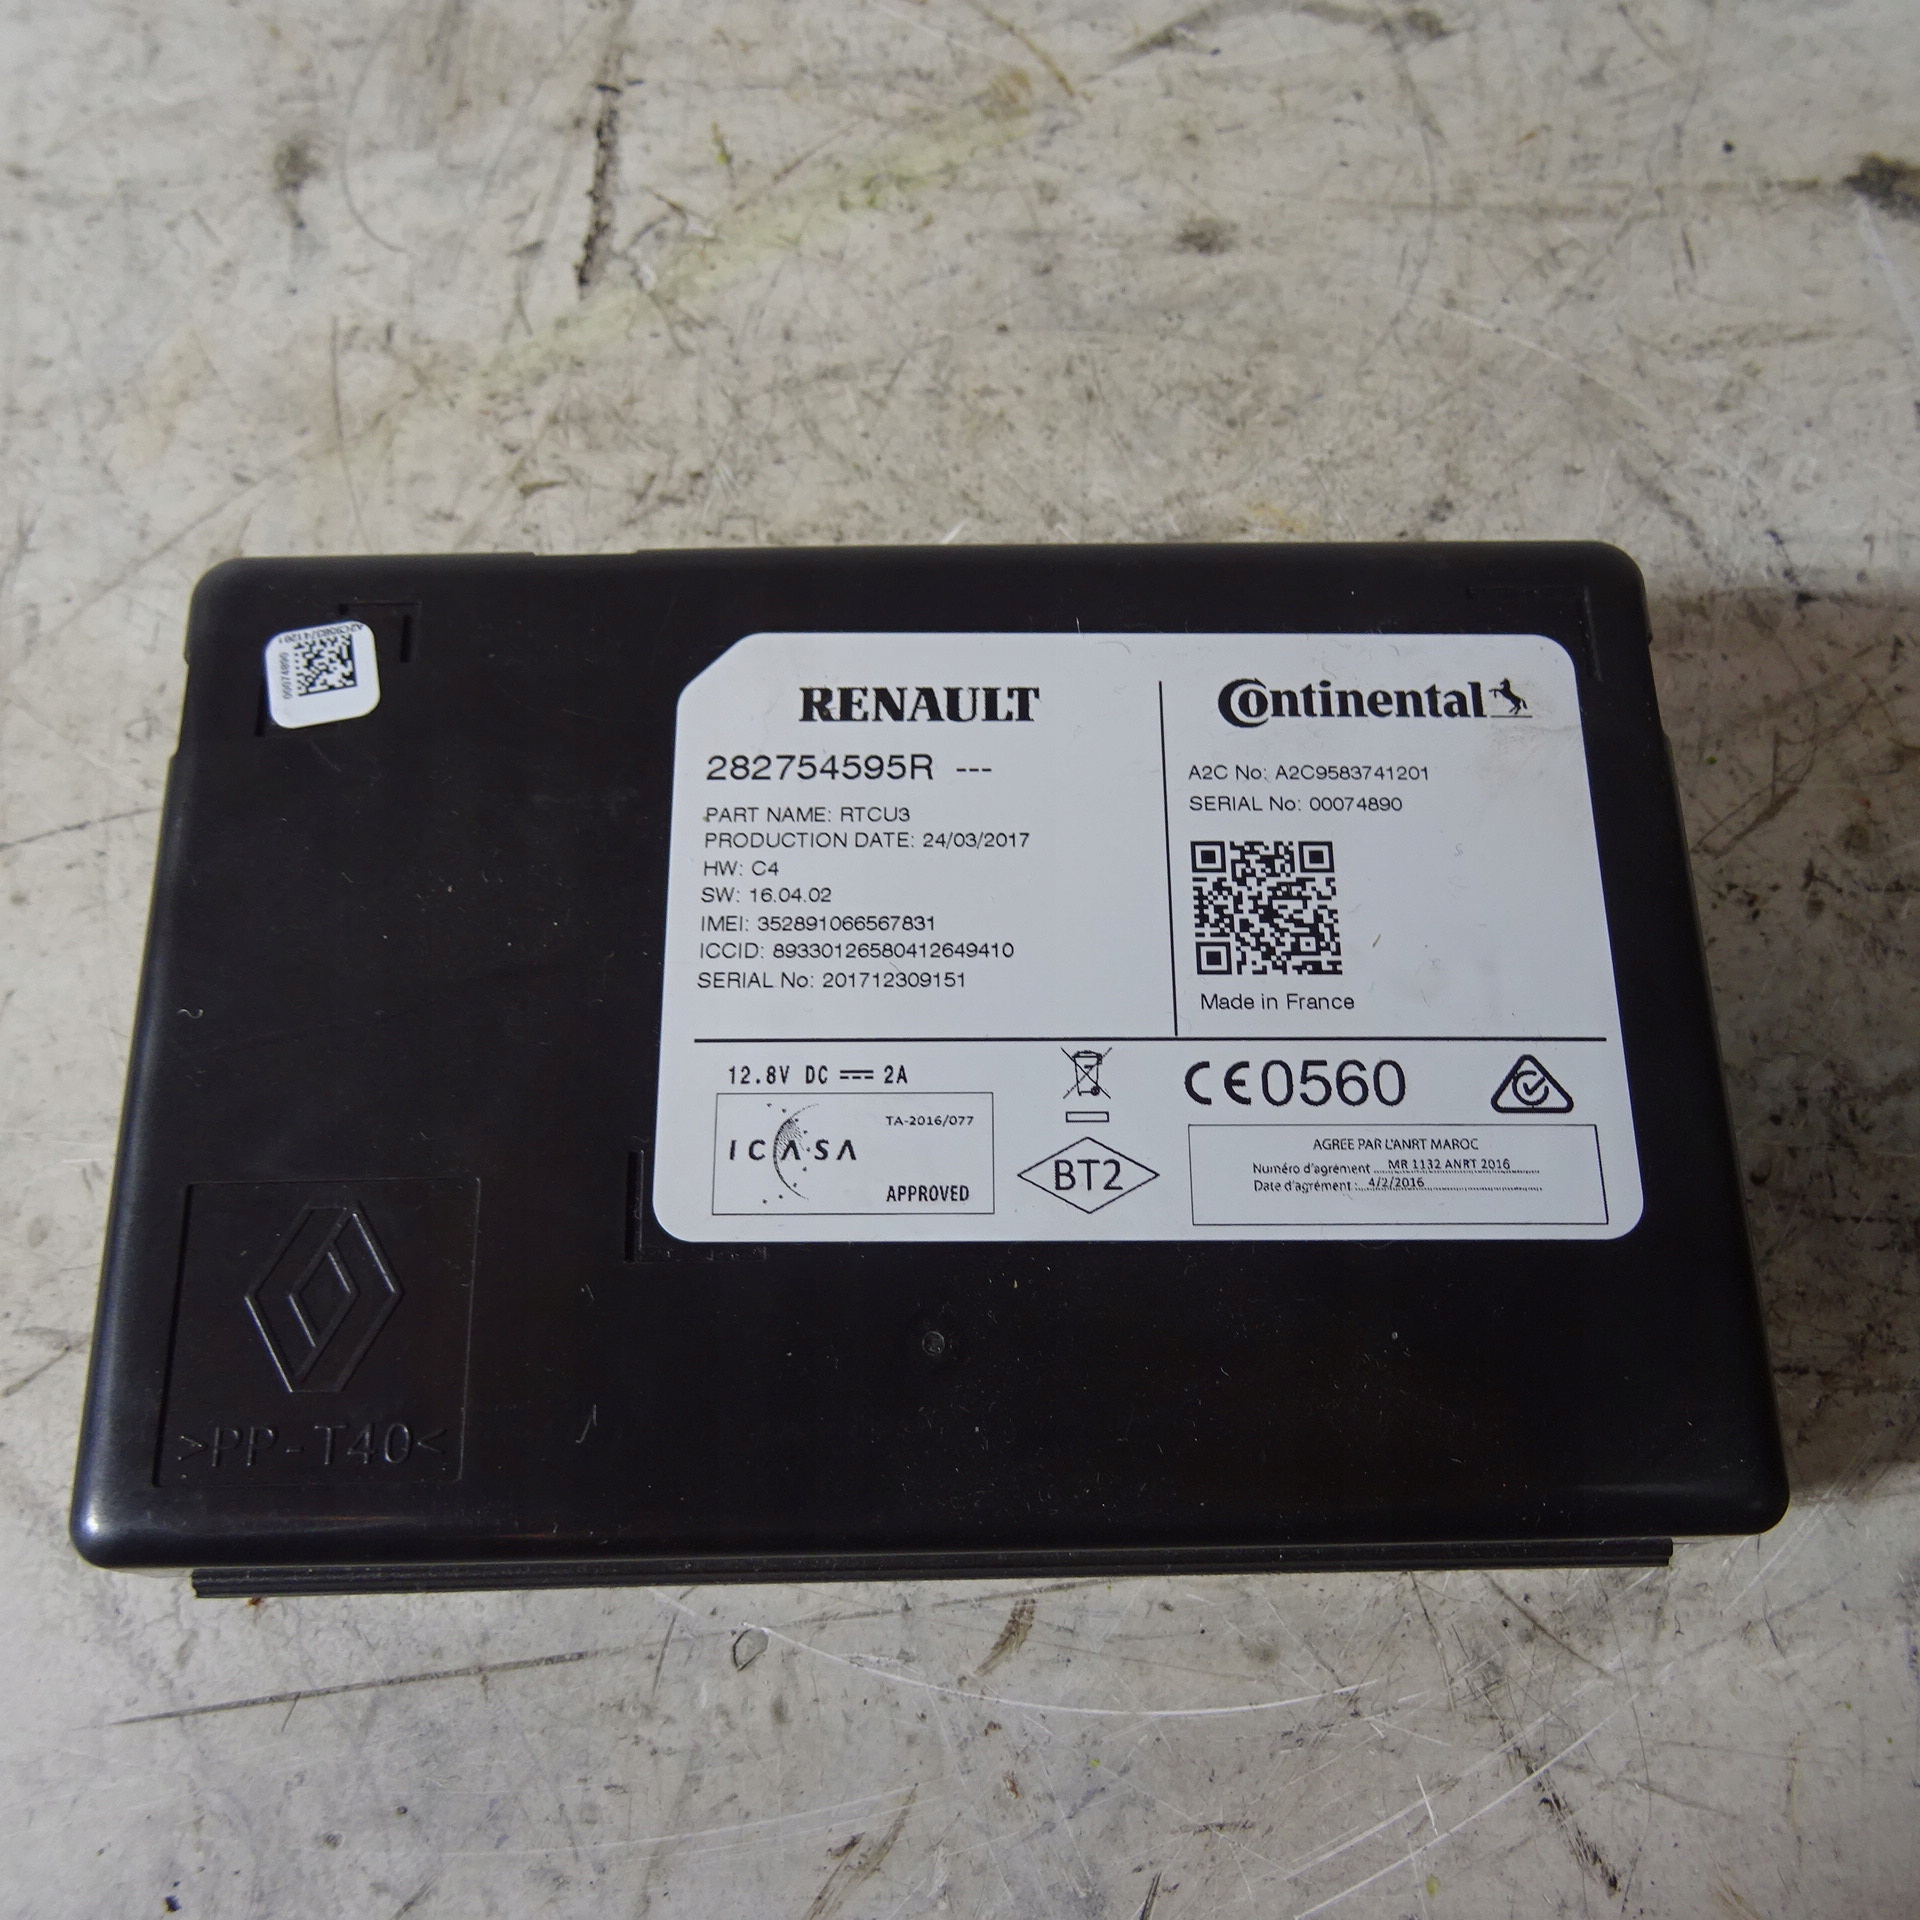 A2C9583741201
00074890
RENAULT
282754595R ---
PART NAME: RTCU3
PRODUCTION DATE: 24/03/2017
HW: C4
SW: 16.04.02
IMEI: 352891066567831
ICCID: 89330126580412649410
SERIAL No: 201712309151
Continental
A2C No: A2C9583741201
SERIAL No: 00074890
Made in France
12.8V DC 2A
ICASA
TA-2016/077
APPROVED
BT2
CE0560
AGREE PAR L'ANRT MAROC
Numéro d'agrément MR 1132 ANRT 2016
Date d'agrément: 4/2/2016
>PP-T40<